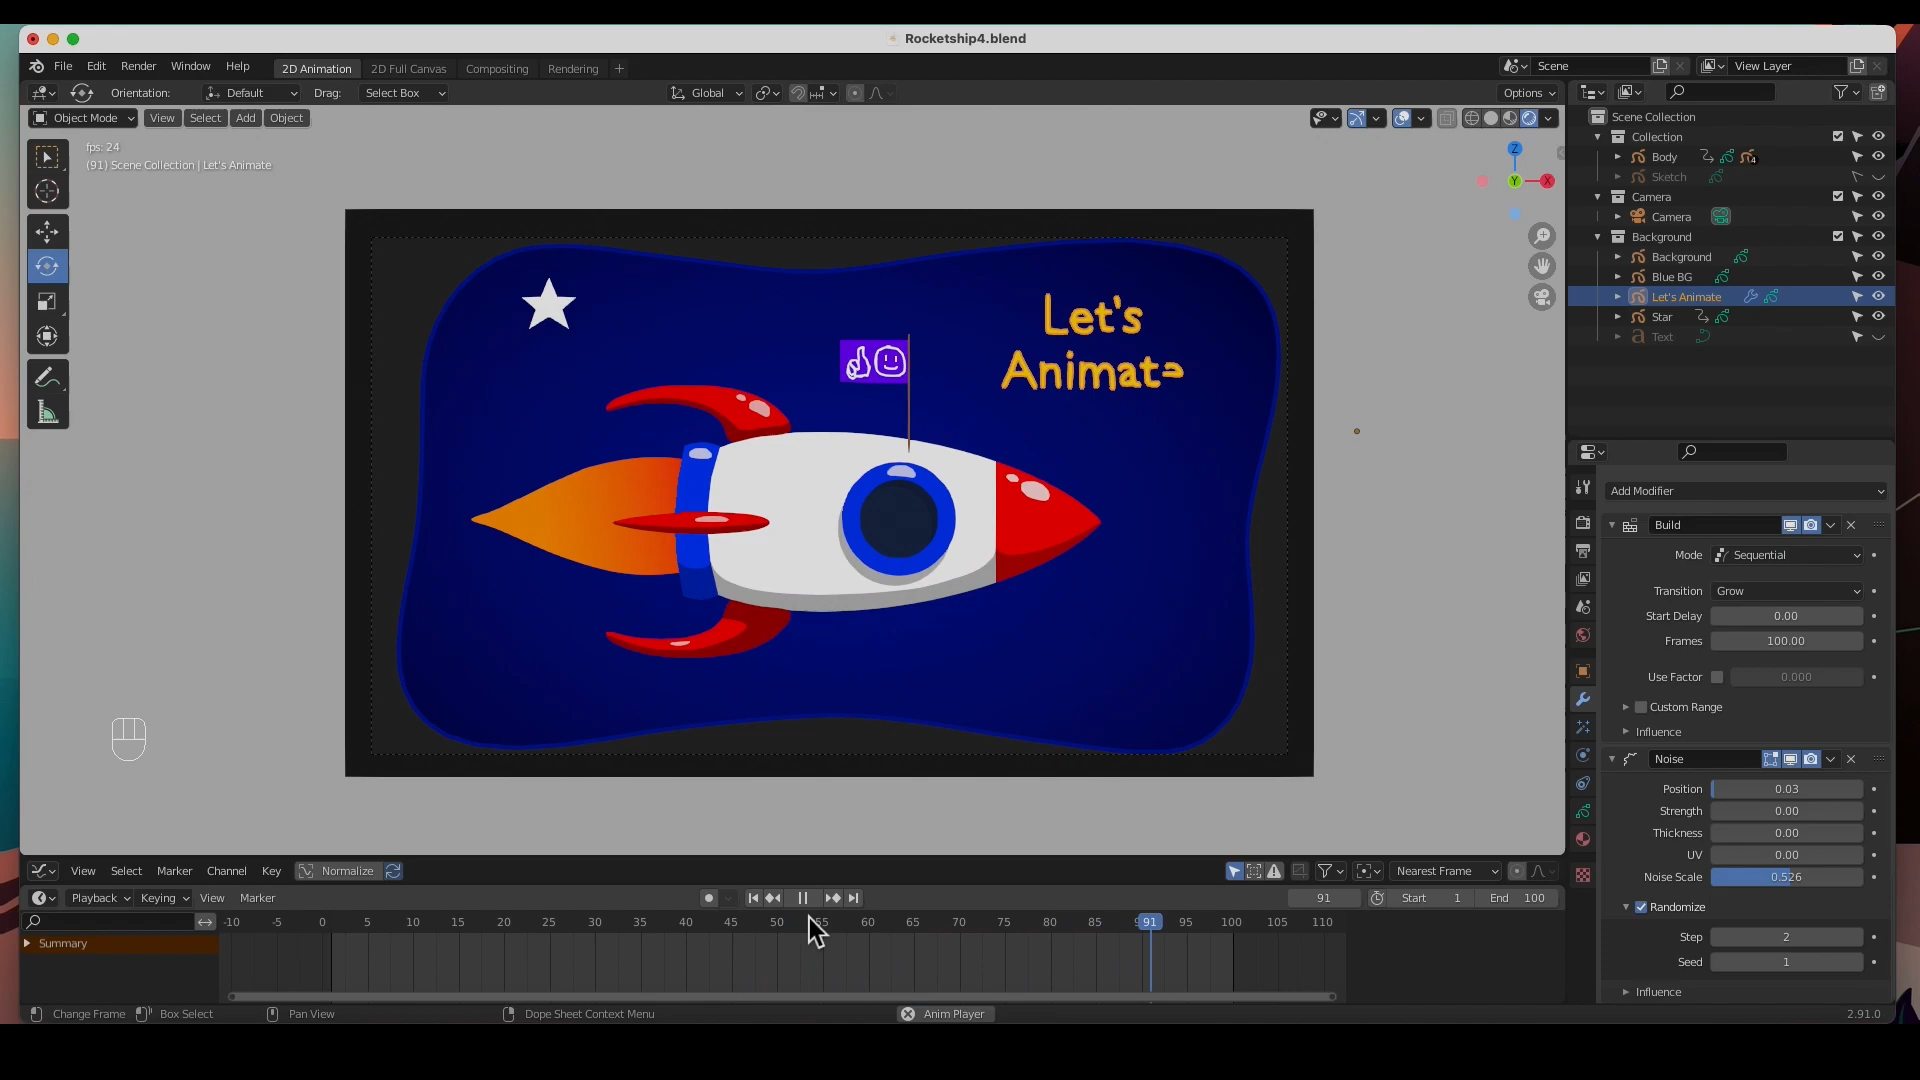 Rocketship4.blend
File Edit Render Window Help 2D Animation 2D Full Canvas Compositing Rendering + Scene View Layer
Orientation: Default Drag: Select Box Global Options
Object Mode View Select Add Object
fps: 24
(91) Scene Collection | Let's Animate
Z
Y X
Let's
Animate
Scene Collection
Collection
Body 4
Sketch
Camera
Camera
Background
Background
Blue BG
Let's Animate
Star
a Text
Add Modifier
Build
Mode Sequential
Transition Grow
Start Delay 0.00
Frames 100.00
Use Factor 0.000
Custom Range
Influence
Noise
Position 0.03
Strength 0.00
Thickness 0.00
UV 0.00
Noise Scale 0.526
Randomize
Step 2
Seed 1
Influence
View Select Marker Channel Key Normalize Nearest Frame
Playback Keying View Marker 91 Start 1 End 100
-10 -5 0 5 10 15 20 25 30 35 40 45 50 55 60 65 70 75 80 85 91 95 100 105 110
Summary
Change Frame Box Select Pan View Dope Sheet Context Menu Anim Player 2.91.0